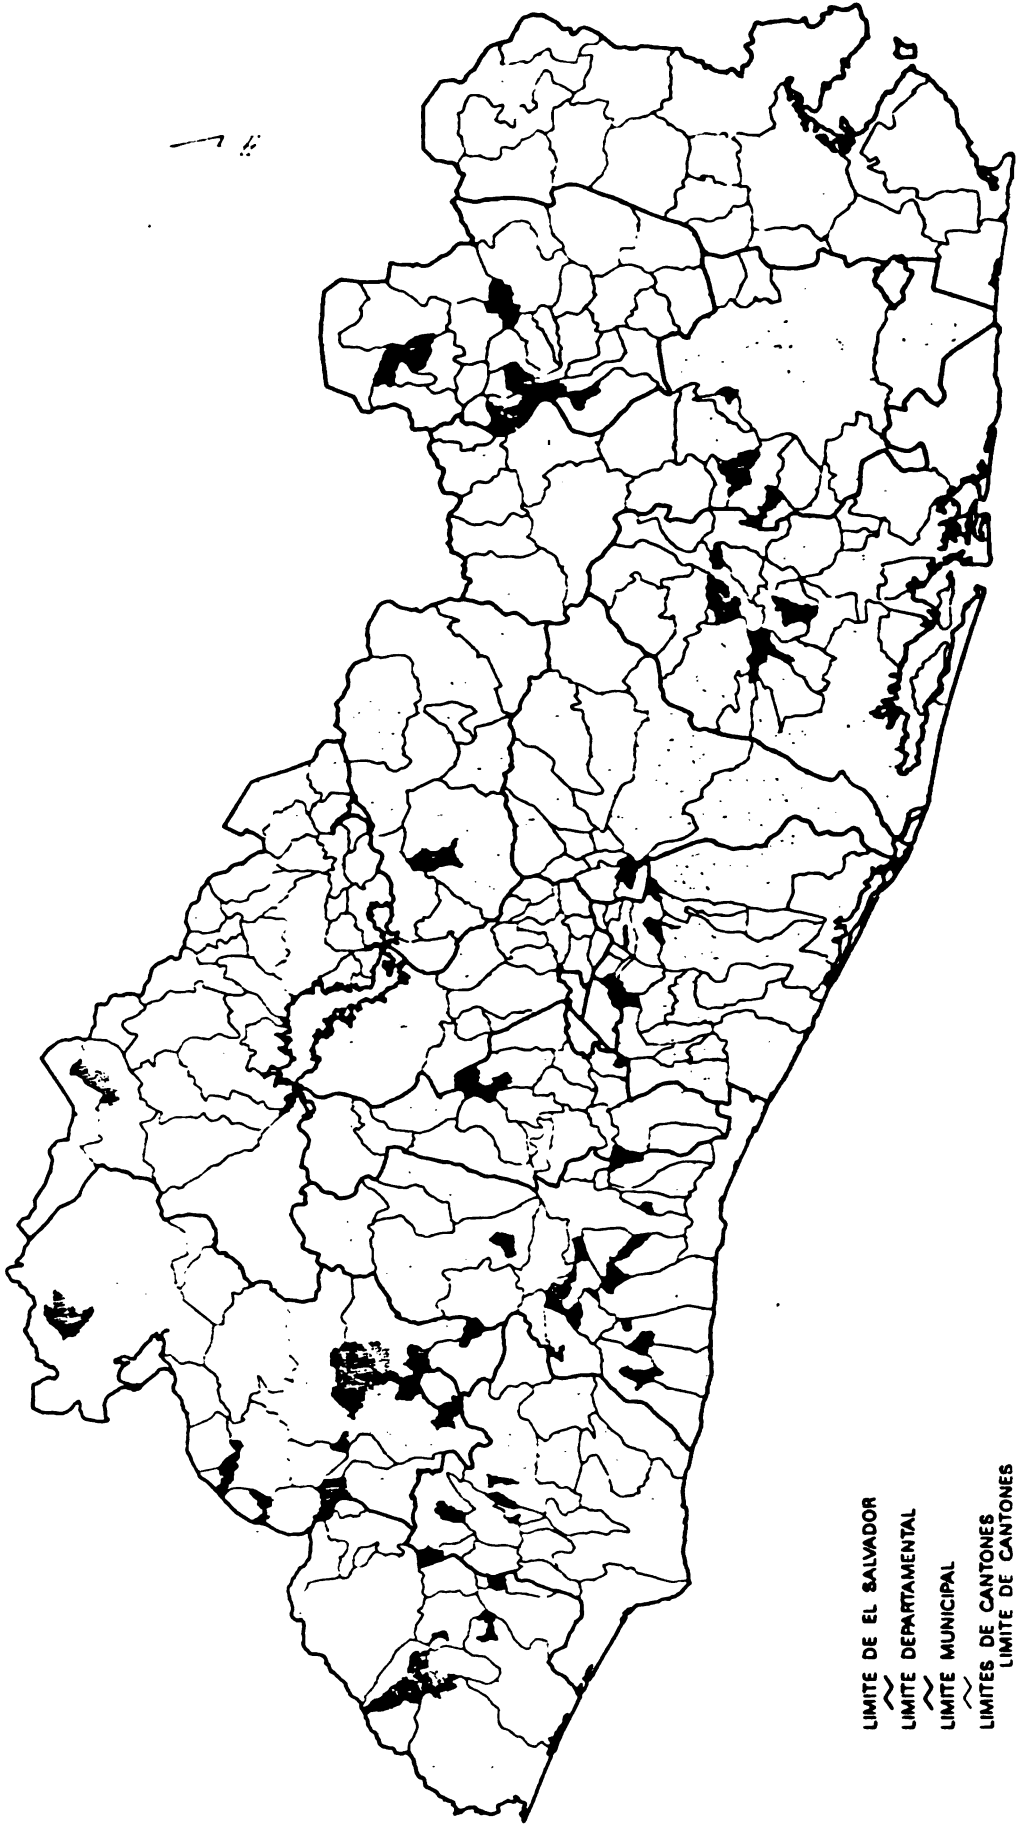 LIMITE DE EL SALVADOR
LIMITE DEPARTAMENTAL
LIMITE MUNICIPAL
LIMITES DE CANTONES
LIMITE DE CANTONES